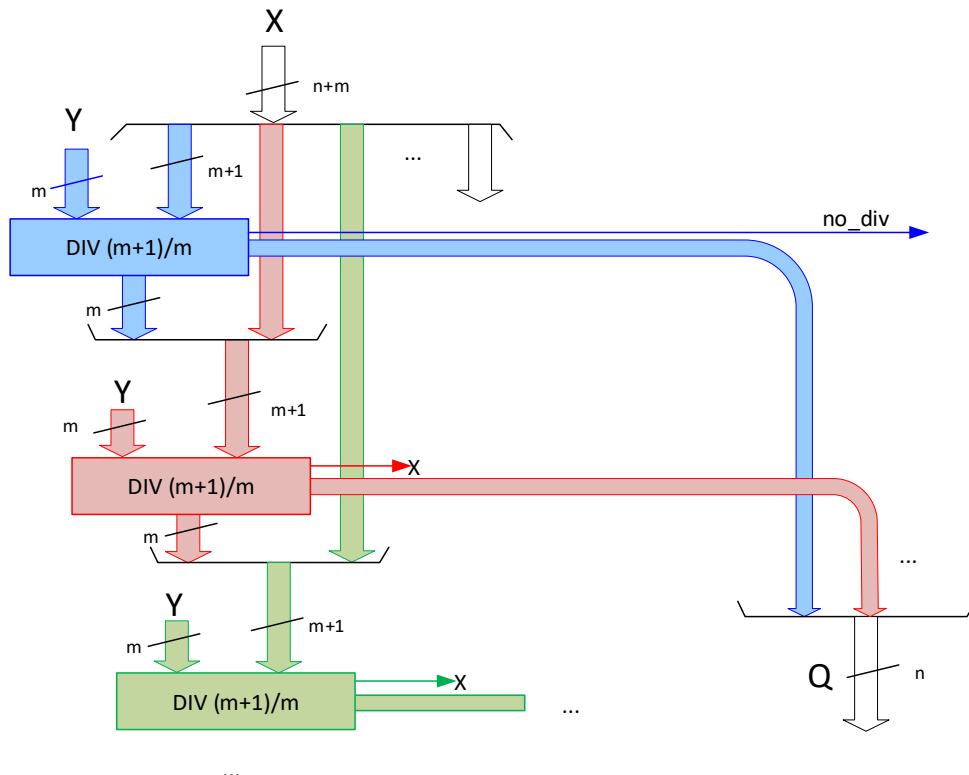 X
n+m
Y
...
m
m+1
no_div
DIV (m+1)/m
m
Y
m
m+1
X
DIV (m+1)/m
m
...
Y
m
m+1
Q
n
X
DIV (m+1)/m
...
...